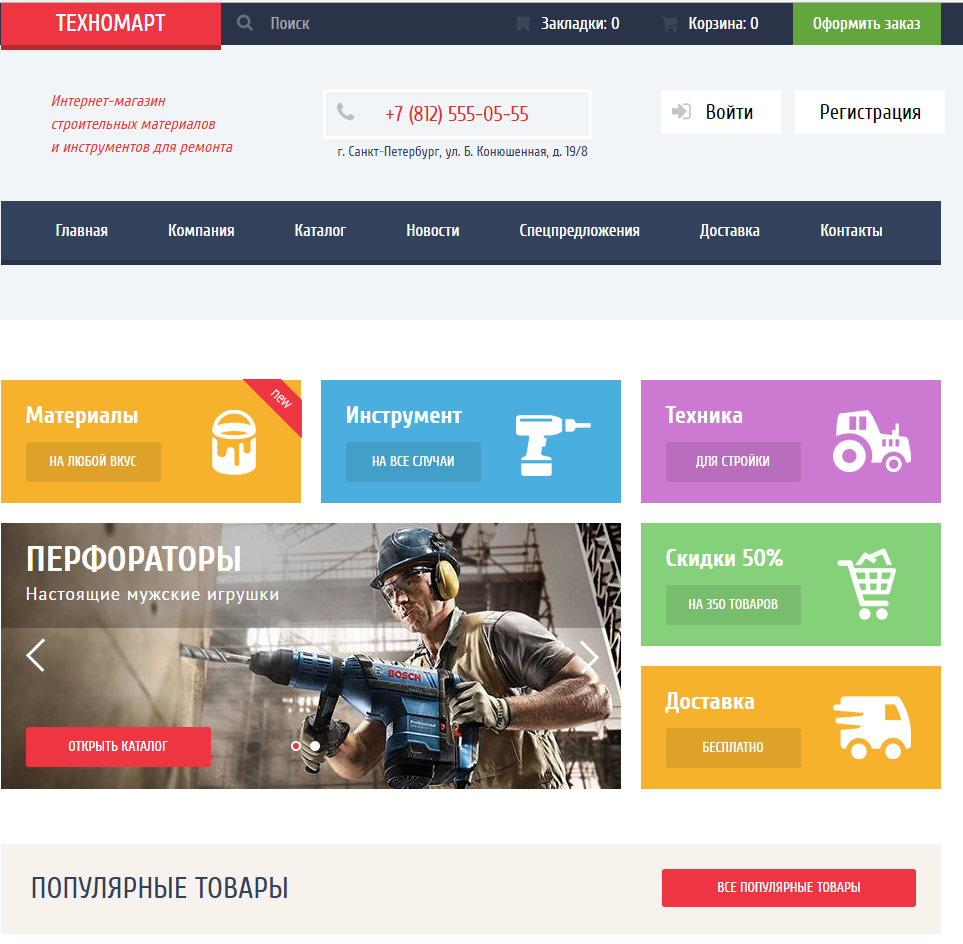 ТЕХНОМАРТ
Поиск
Закладки: 0
Корзина: 0
Оформить заказ
Интернет-магазин
строительных материалов
и инструментов для ремонта
+7 (812) 555-05-55
г. Санкт-Петербург, ул. Б. Конюшенная, д. 19/8
Войти
Регистрация
Главная
Компания
Каталог
Новости
Спецпредложения
Доставка
Контакты
Материалы
new
НА ЛЮБОЙ ВКУС
Инструмент
НА ВСЕ СЛУЧАИ
Техника
ДЛЯ СТРОЙКИ
ПЕРФОРАТОРЫ
Настоящие мужские игрушки
BOSCH
Professional
ОТКРЫТЬ КАТАЛОГ
Скидки 50%
НА 350 ТОВАРОВ
Доставка
БЕСПЛАТНО
ПОПУЛЯРНЫЕ ТОВАРЫ
ВСЕ ПОПУЛЯРНЫЕ ТОВАРЫ